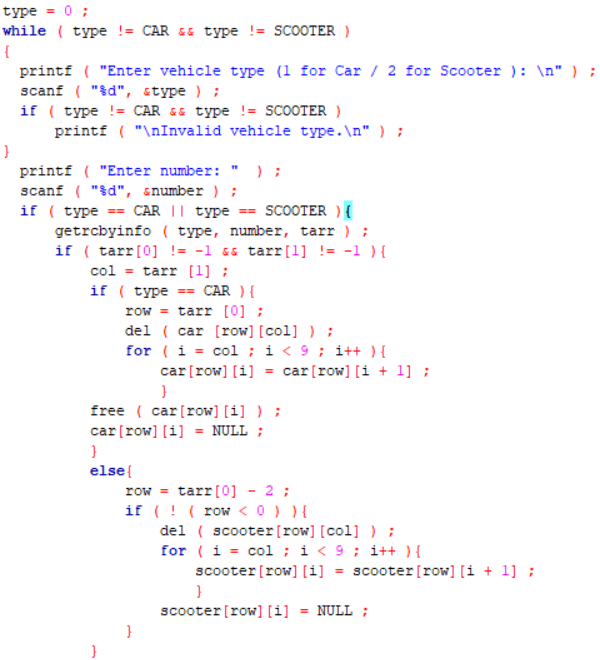 type = 0 ;
while ( type != CAR && type != SCOOTER )
{
printf ( "Enter vehicle type (1 for Car / 2 for Scooter ): \n" ) ;
scanf ( "%d", &type ) ;
if ( type != CAR && type != SCOOTER )
printf ( "\nInvalid vehicle type.\n" ) ;
}
printf ( "Enter number: " ) ;
scanf ( "%d", &number ) ;
if ( type == CAR || type == SCOOTER ){
getrcbyinfo ( type, number, tarr ) ;
if ( tarr[0] != -1 && tarr[1] != -1 ){
col = tarr [1] ;
if ( type == CAR ){
row = tarr [0] ;
del ( car [row][col] ) ;
for ( i = col ; i < 9 ; i++ ){
car[row][i] = car[row][i + 1] ;
}
free ( car[row][i] ) ;
car[row][i] = NULL ;
}
else{
row = tarr[0] - 2 ;
if ( ! ( row < 0 ) ){
del ( scooter[row][col] ) ;
for ( i = col ; i < 9 ; i++ ){
scooter[row][i] = scooter[row][i + 1] ;
}
scooter[row][i] = NULL ;
}
}